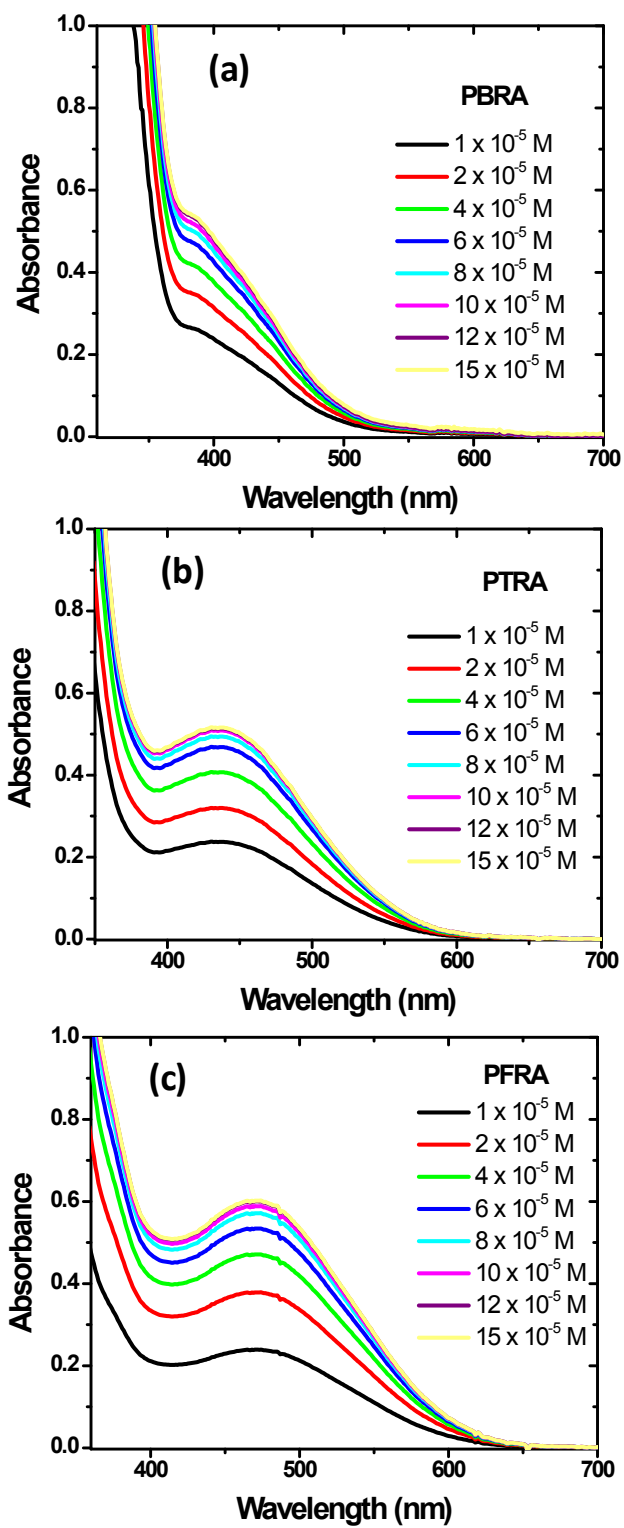 (a)
PBRA
1 x 10⁻⁵ M
2 x 10⁻⁵ M
4 x 10⁻⁵ M
6 x 10⁻⁵ M
8 x 10⁻⁵ M
10 x 10⁻⁵ M
12 x 10⁻⁵ M
15 x 10⁻⁵ M
Absorbance
1.0
0.8
0.6
0.4
0.2
0.0
400
500
600
700
Wavelength (nm)
(b)
PTRA
1 x 10⁻⁵ M
2 x 10⁻⁵ M
4 x 10⁻⁵ M
6 x 10⁻⁵ M
8 x 10⁻⁵ M
10 x 10⁻⁵ M
12 x 10⁻⁵ M
15 x 10⁻⁵ M
Absorbance
1.0
0.8
0.6
0.4
0.2
0.0
400
500
600
700
Wavelength (nm)
(c)
PFRA
1 x 10⁻⁵ M
2 x 10⁻⁵ M
4 x 10⁻⁵ M
6 x 10⁻⁵ M
8 x 10⁻⁵ M
10 x 10⁻⁵ M
12 x 10⁻⁵ M
15 x 10⁻⁵ M
Absorbance
1.0
0.8
0.6
0.4
0.2
0.0
400
500
600
700
Wavelength (nm)